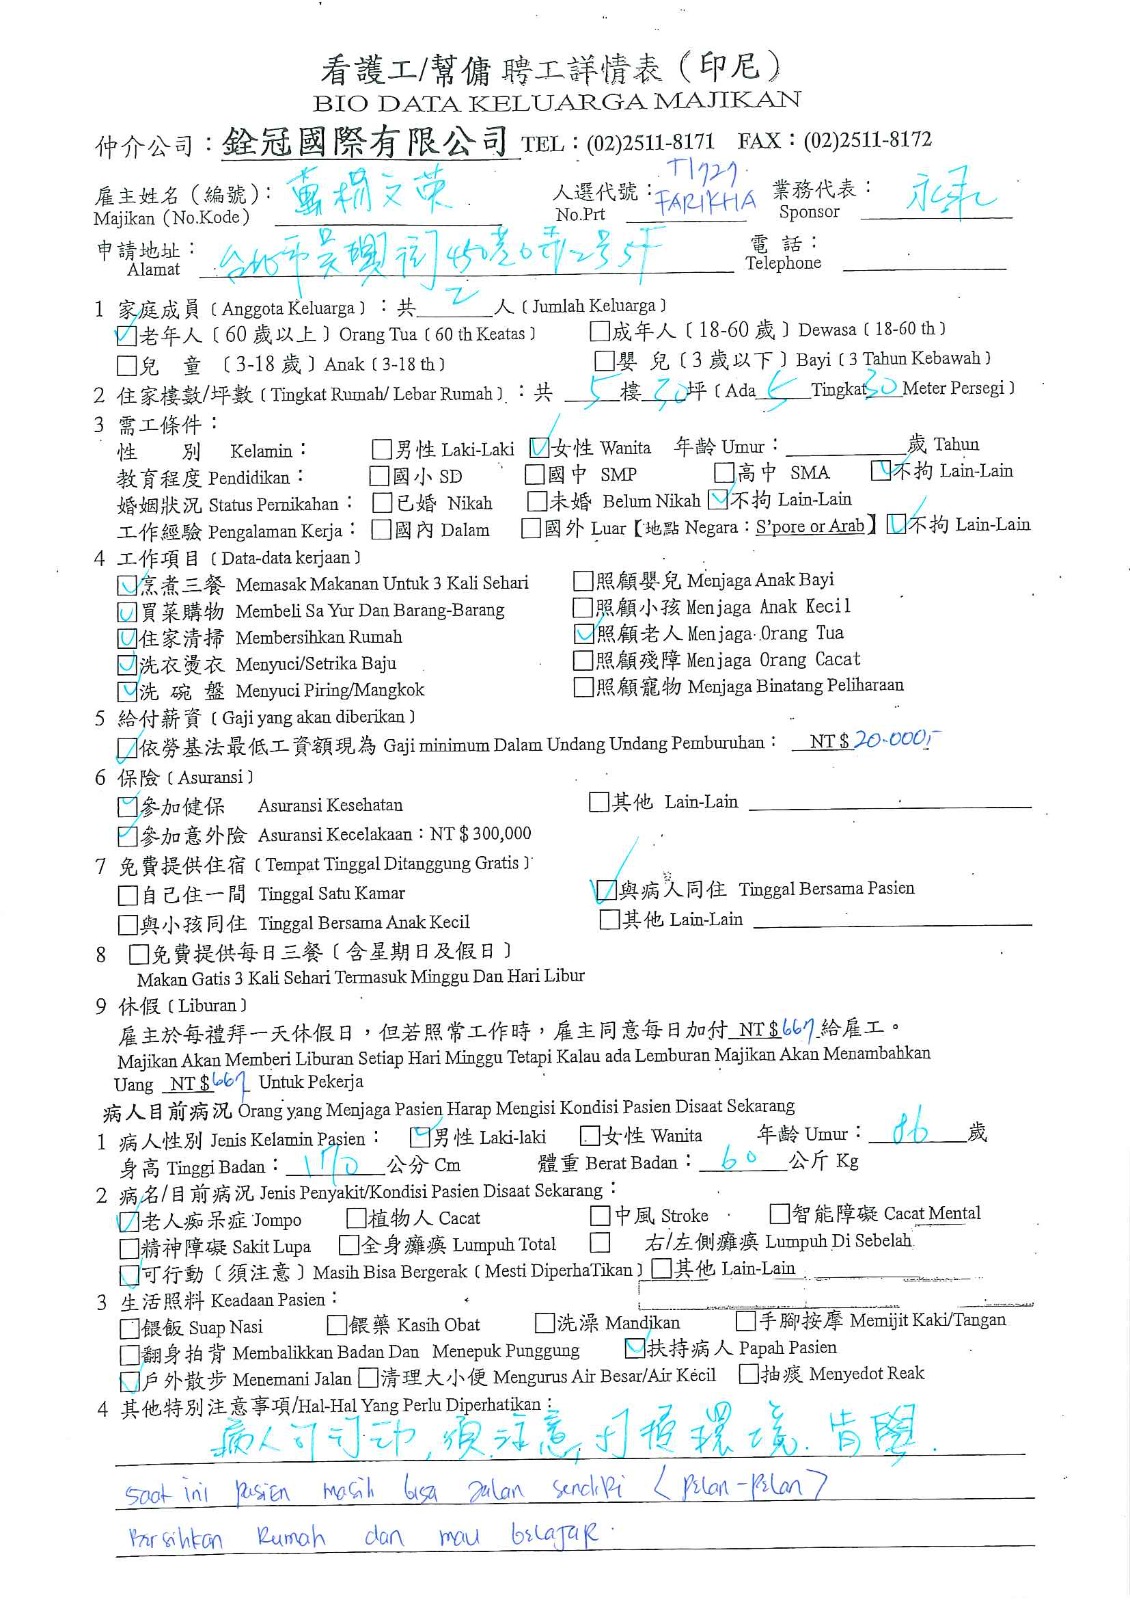 看護工/幫傭 聘工詳情表（印尼）
BIO DATA KELUARGA MAJIKAN
仲介公司：銓冠國際有限公司 TEL：(02)2511-8171 FAX：(02)2511-8172
雇主姓名（編號）： 人選代號：T1727 業務代表：
Majikan（No.Kode） 楊文英 No.Prt FARIKHA Sponsor
申請地址： 台北市吳興街450巷 2号5F 電 話：
Alamat Telephone
1 家庭成員﹝Anggota Keluarga﹞：共 2 人﹝Jumlah Keluarga﹞
☑老年人﹝60 歲以上﹞Orang Tua﹝60 th Keatas﹞ □成年人﹝18-60 歲﹞Dewasa﹝18-60 th﹞
□兒 童﹝3-18 歲﹞Anak﹝3-18 th﹞ □嬰 兒﹝3 歲以下﹞Bayi﹝3 Tahun Kebawah﹞
2 住家樓數/坪數﹝Tingkat Rumah/ Lebar Rumah﹞：共 5 樓 30 坪﹝Ada 5 Tingkat 30 Meter Persegi﹞
3 需工條件：
性 別 Kelamin： □男性 Laki-Laki ☑女性 Wanita 年齡 Umur： 歲 Tahun
教育程度 Pendidikan： □國小 SD □國中 SMP □高中 SMA ☑不拘 Lain-Lain
婚姻狀況 Status Pernikahan： □已婚 Nikah □未婚 Belum Nikah ☑不拘 Lain-Lain
工作經驗 Pengalaman Kerja： □國內 Dalam □國外 Luar【地點 Negara：S'pore or Arab】☑不拘 Lain-Lain
4 工作項目﹝Data-data kerjaan﹞
☑烹煮三餐 Memasak Makanan Untuk 3 Kali Sehari □照顧嬰兒 Menjaga Anak Bayi
☑買菜購物 Membeli Sa Yur Dan Barang-Barang □照顧小孩 Menjaga Anak Kecil
☑住家清掃 Membersihkan Rumah ☑照顧老人 Menjaga Orang Tua
☑洗衣燙衣 Menyuci/Setrika Baju □照顧殘障 Menjaga Orang Cacat
☑洗 碗 盤 Menyuci Piring/Mangkok □照顧寵物 Menjaga Binatang Peliharaan
5 給付薪資﹝Gaji yang akan diberikan﹞
☑依勞基法最低工資額現為 Gaji minimum Dalam Undang Undang Pemburuhan： NT$ 20.000,-
6 保險﹝Asuransi﹞
☑參加健保 Asuransi Kesehatan □其他 Lain-Lain
☑參加意外險 Asuransi Kecelakaan：NT$300,000
7 免費提供住宿﹝Tempat Tinggal Ditanggung Gratis﹞
□自己住一間 Tinggal Satu Kamar ☑與病人同住 Tinggal Bersama Pasien
□與小孩同住 Tinggal Bersama Anak Kecil □其他 Lain-Lain
8 □免費提供每日三餐﹝含星期日及假日﹞
Makan Gatis 3 Kali Sehari Termasuk Minggu Dan Hari Libur
9 休假﹝Liburan﹞
雇主於每禮拜一天休假日，但若照常工作時，雇主同意每日加付 NT$667 給雇工。
Majikan Akan Memberi Liburan Setiap Hari Minggu Tetapi Kalau ada Lemburan Majikan Akan Menambahkan
Uang NT$667 Untuk Pekerja
病人目前病況 Orang yang Menjaga Pasien Harap Mengisi Kondisi Pasien Disaat Sekarang
1 病人性別 Jenis Kelamin Pasien： ☑男性 Laki-laki □女性 Wanita 年齡 Umur： 86 歲
身高 Tinggi Badan： 170 公分 Cm 體重 Berat Badan： 60 公斤 Kg
2 病名/目前病況 Jenis Penyakit/Kondisi Pasien Disaat Sekarang：
☑老人痴呆症 Jompo □植物人 Cacat □中風 Stroke □智能障礙 Cacat Mental
□精神障礙 Sakit Lupa □全身癱瘓 Lumpuh Total □ 右/左側癱瘓 Lumpuh Di Sebelah
☑可行動﹝須注意﹞Masih Bisa Bergerak﹝Mesti DiperhaTikan﹞□其他 Lain-Lain
3 生活照料 Keadaan Pasien：
□餵飯 Suap Nasi □餵藥 Kasih Obat □洗澡 Mandikan □手腳按摩 Memijit Kaki/Tangan
□翻身拍背 Membalikkan Badan Dan Menepuk Punggung ☑扶持病人 Papah Pasien
☑戶外散步 Menemani Jalan □清理大小便 Mengurus Air Besar/Air Kecil □抽痰 Menyedot Reak
4 其他特別注意事項/Hal-Hal Yang Perlu Diperhatikan：
病人可行动,須注意,打掃環境.肯學.
saat ini pasien masih bisa jalan sendiri (pelan-pelan)
Bersihkan Rumah dan mau belajar.